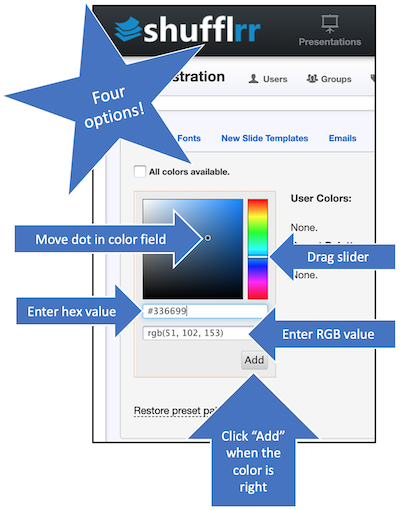 shufflrr
Presentations
stration
Users
Groups
Four
options!
Fonts
New Slide Templates
Emails
All colors available.
User Colors:
Move dot in color field
None.
Drag slider
None.
Enter hex value
#336699
rgb(51, 102, 153)
Enter RGB value
Add
Restore preset
Click “Add”
when the
color is
right